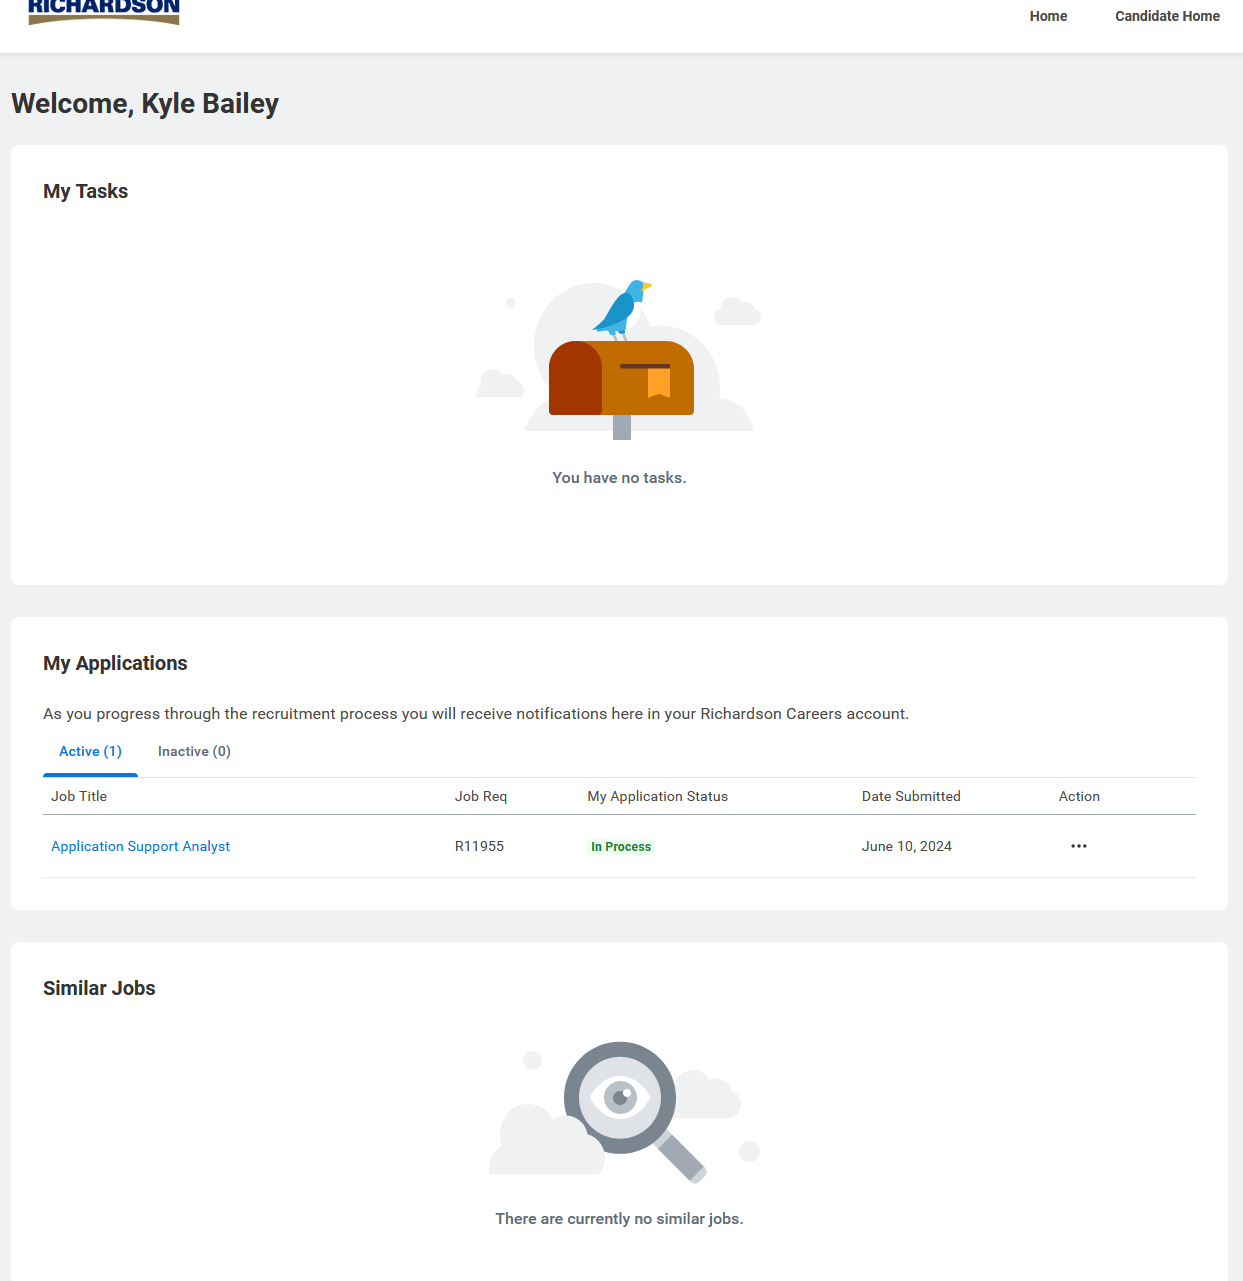 RICHARDSON
Home Candidate Home
Welcome, Kyle Bailey
My Tasks
You have no tasks.
My Applications
As you progress through the recruitment process you will receive notifications here in your Richardson Careers account.
Active (1) Inactive (0)
Job Title Job Req My Application Status Date Submitted Action
Application Support Analyst R11955 In Process June 10, 2024
Similar Jobs
There are currently no similar jobs.